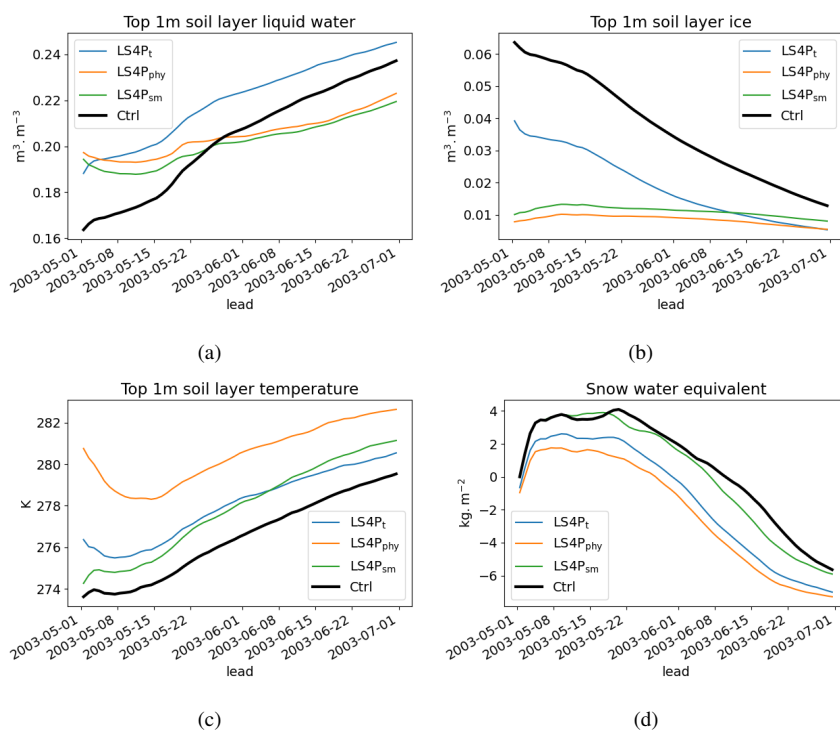 Top 1m soil layer liquid water
0.24
0.22
0.20
0.18
0.16
m³. m⁻³
LS4Pₜ
LS4Pphy
LS4Psm
Ctrl
2003-05-01
2003-05-08
2003-05-15
2003-05-22
2003-06-01
2003-06-08
2003-06-15
2003-06-22
2003-07-01
lead
(a)
Top 1m soil layer ice
0.06
0.05
0.04
0.03
0.02
0.01
m³. m⁻³
LS4Pₜ
LS4Pphy
LS4Psm
Ctrl
2003-05-01
2003-05-08
2003-05-15
2003-05-22
2003-06-01
2003-06-08
2003-06-15
2003-06-22
2003-07-01
lead
(b)
Top 1m soil layer temperature
282
280
278
276
274
K
LS4Pₜ
LS4Pphy
LS4Psm
Ctrl
2003-05-01
2003-05-08
2003-05-15
2003-05-22
2003-06-01
2003-06-08
2003-06-15
2003-06-22
2003-07-01
lead
(c)
Snow water equivalent
4
2
0
−2
−4
−6
kg. m⁻²
LS4Pₜ
LS4Pphy
LS4Psm
Ctrl
2003-05-01
2003-05-08
2003-05-15
2003-05-22
2003-06-01
2003-06-08
2003-06-15
2003-06-22
2003-07-01
lead
(d)